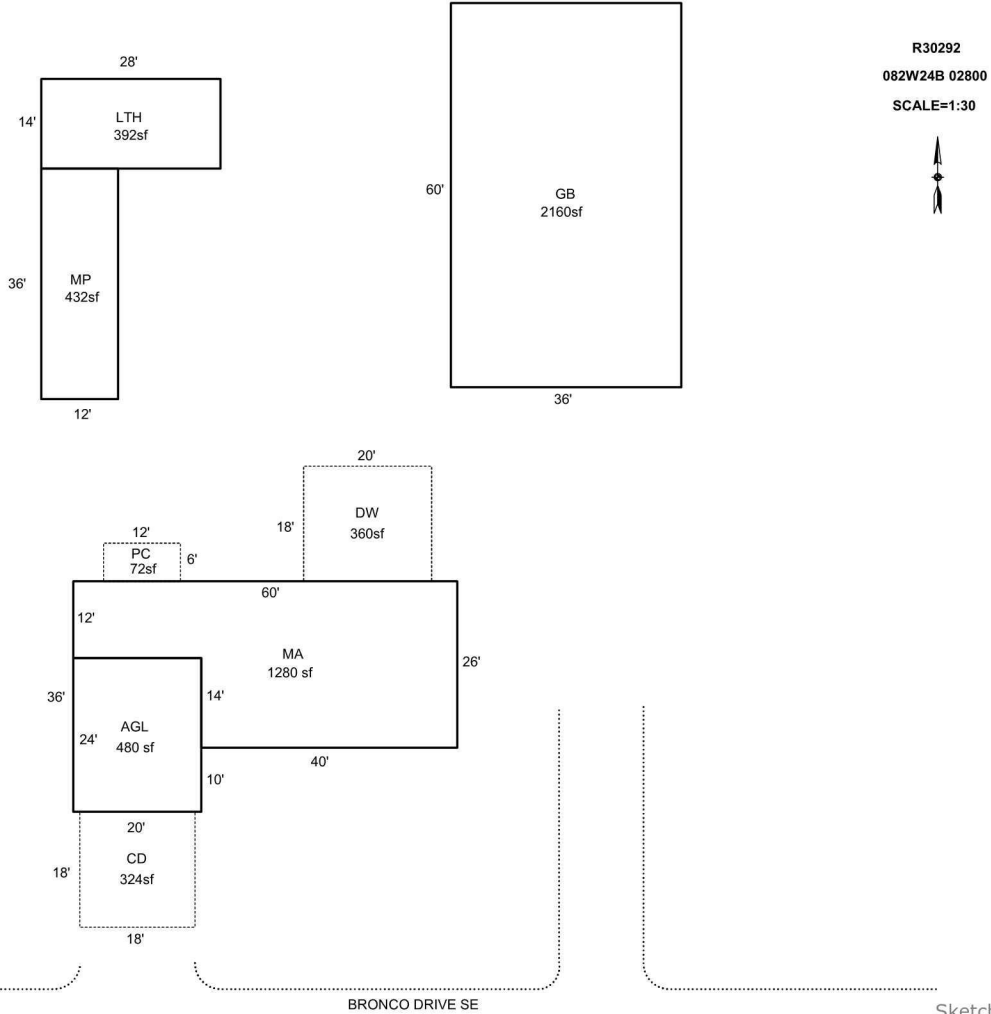 R30292
082W24B 02800
SCALE=1:30
28'
14'
LTH
392sf
36'
MP
432sf
12'
60'
GB
2160sf
36'
20'
18'
DW
360sf
12'
PC
72sf
6'
60'
12'
MA
1280 sf
26'
36'
14'
AGL
480 sf
24'
40'
10'
20'
CD
324sf
18'
18'
BRONCO DRIVE SE
Sketch